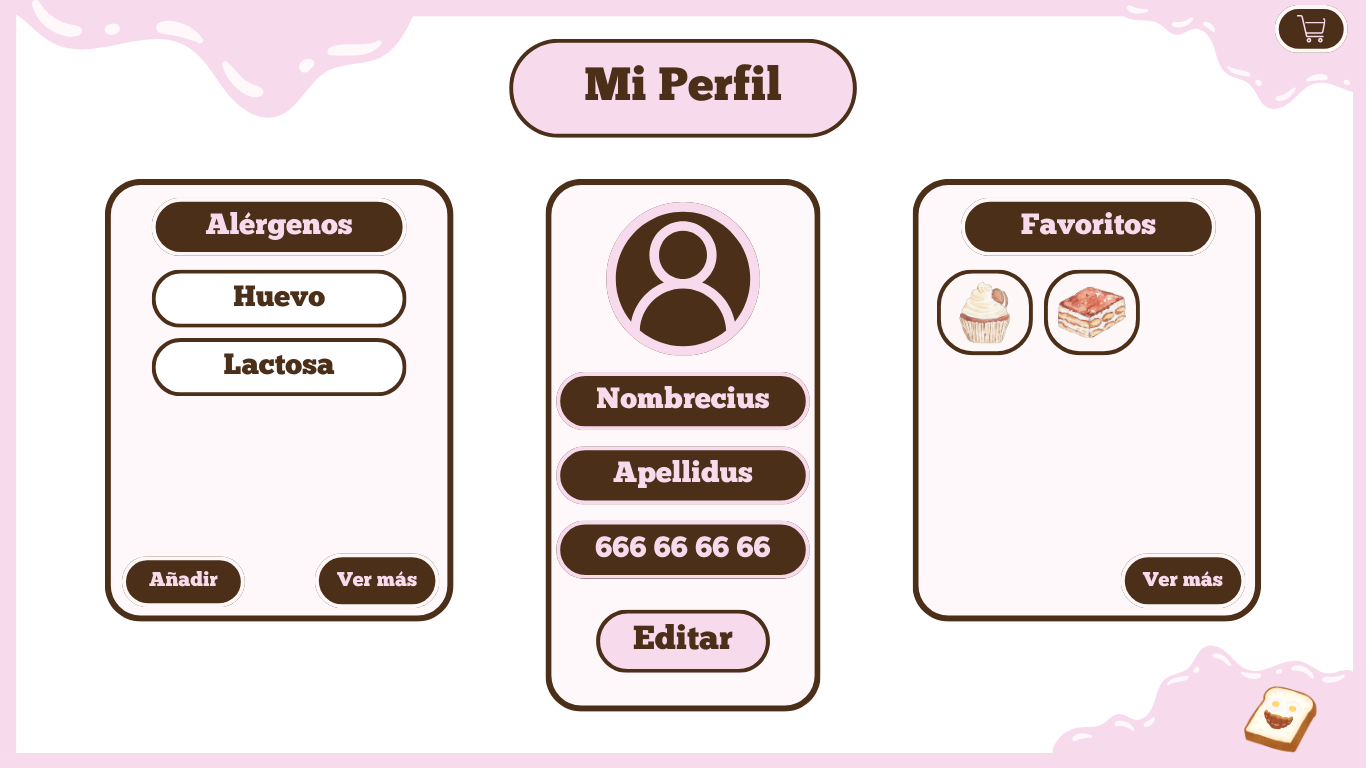 Mi Perfil
Alérgenos
Huevo
Lactosa
Añadir
Ver más
Nombrecius
Apellidus
666 66 66 66
Editar
Favoritos
Ver más